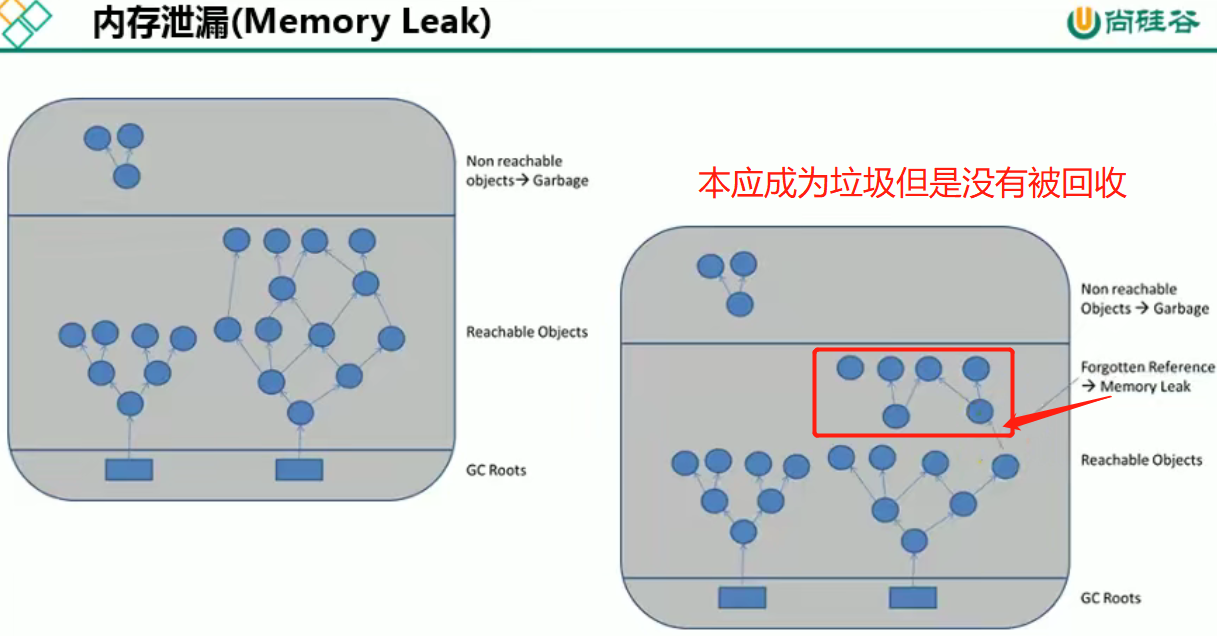 内存泄漏(Memory Leak)
尚硅谷
Non reachable
objects→ Garbage
Reachable Objects
GC Roots
本应成为垃圾但是没有被回收
Non reachable
Objects → Garbage
Forgotten Reference
→ Memory Leak
Reachable Objects
GC Roots